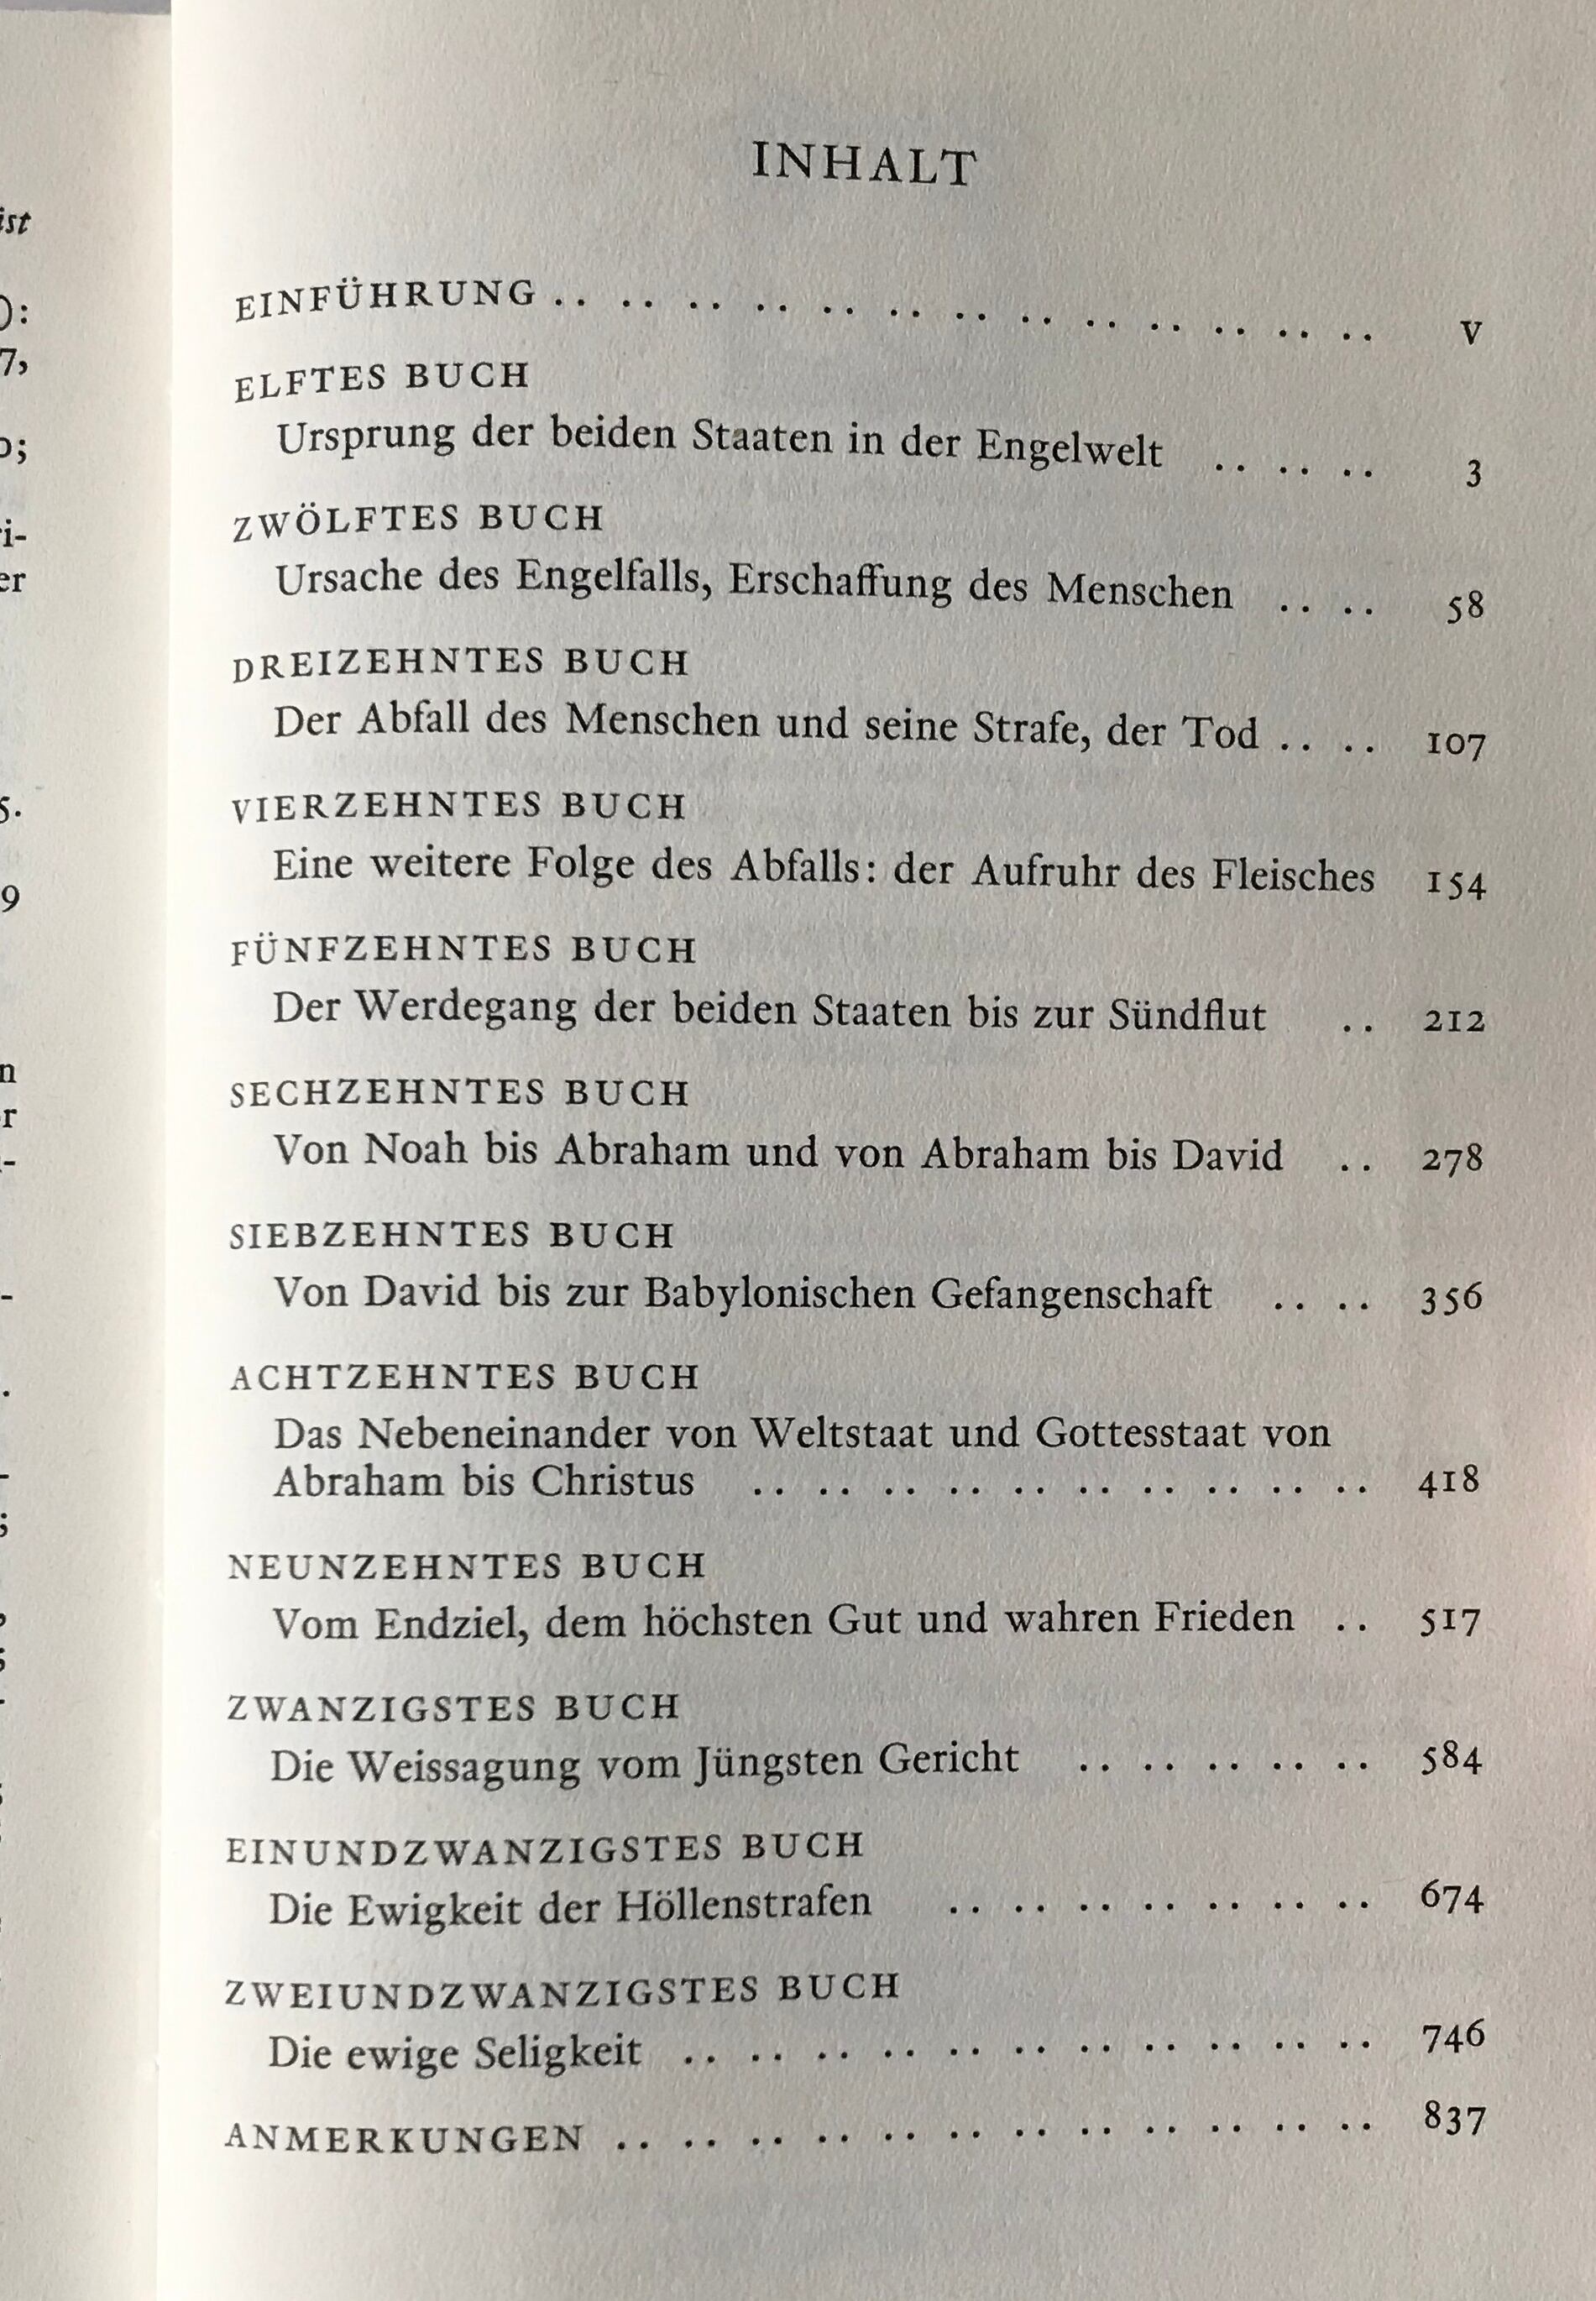 INHALT
EINFÜHRUNG .. .. .. .. .. .. .. .. .. .. .. .. .. V
ELFTES BUCH
Ursprung der beiden Staaten in der Engelwelt .. .. .. 3
ZWÖLFTES BUCH
Ursache des Engelfalls, Erschaffung des Menschen .. .. 58
DREIZEHNTES BUCH
Der Abfall des Menschen und seine Strafe, der Tod .. .. 107
VIERZEHNTES BUCH
Eine weitere Folge des Abfalls: der Aufruhr des Fleisches 154
FÜNFZEHNTES BUCH
Der Werdegang der beiden Staaten bis zur Sündflut .. 212
SECHZEHNTES BUCH
Von Noah bis Abraham und von Abraham bis David .. 278
SIEBZEHNTES BUCH
Von David bis zur Babylonischen Gefangenschaft .. .. 356
ACHTZEHNTES BUCH
Das Nebeneinander von Weltstaat und Gottesstaat von
Abraham bis Christus .. .. .. .. .. .. .. .. .. .. 418
NEUNZEHNTES BUCH
Vom Endziel, dem höchsten Gut und wahren Frieden .. 517
ZWANZIGSTES BUCH
Die Weissagung vom Jüngsten Gericht .. .. .. .. .. 584
EINUNDZWANZIGSTES BUCH
Die Ewigkeit der Höllenstrafen .. .. .. .. .. .. .. 674
ZWEIUNDZWANZIGSTES BUCH
Die ewige Seligkeit .. .. .. .. .. .. .. .. .. .. .. 746
ANMERKUNGEN .. .. .. .. .. .. .. .. .. .. .. .. 837